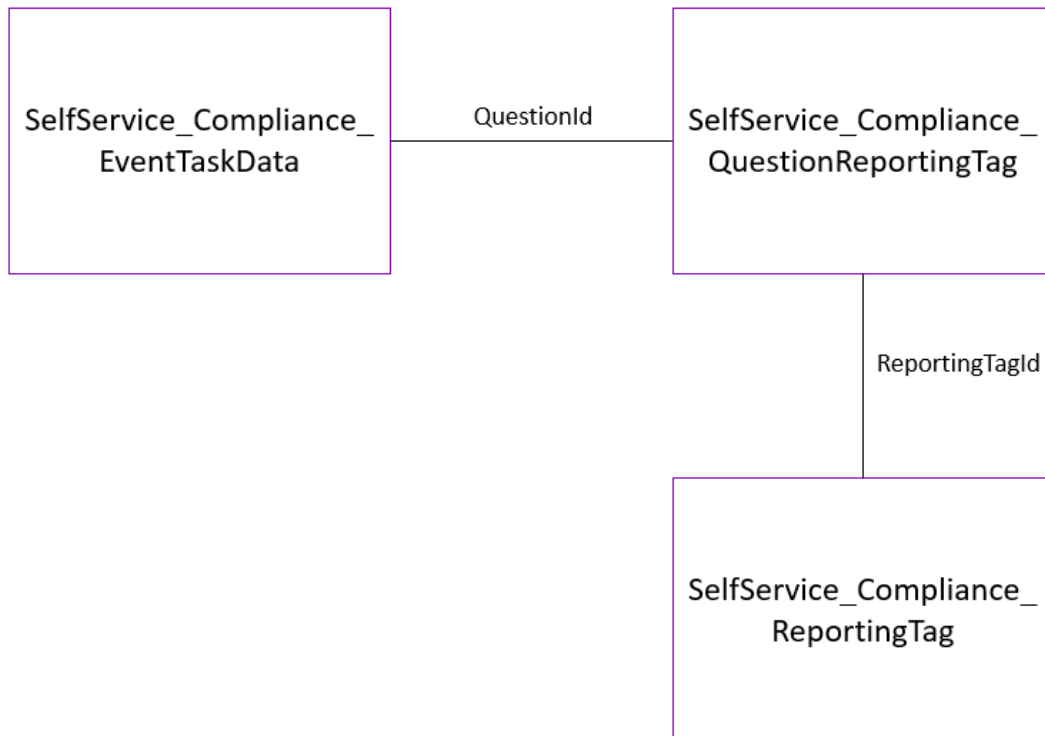 SelfService_Compliance_
EventTaskData
QuestionId
SelfService_Compliance_
QuestionReportingTag
ReportingTagId
SelfService_Compliance_
ReportingTag